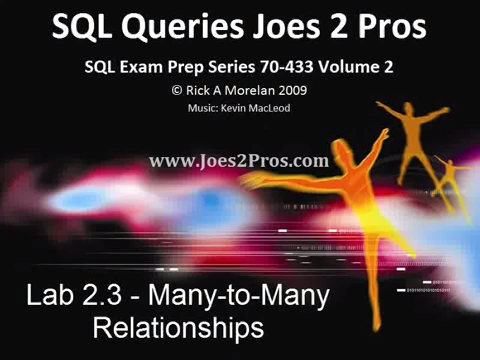 SQL Queries Joes 2 Pros
SQL Exam Prep Series 70-433 Volume 2
© Rick A Morelan 2009
Music: Kevin MacLeod
www.Joes2Pros.com
Lab 2.3 - Many-to-Many
Relationships